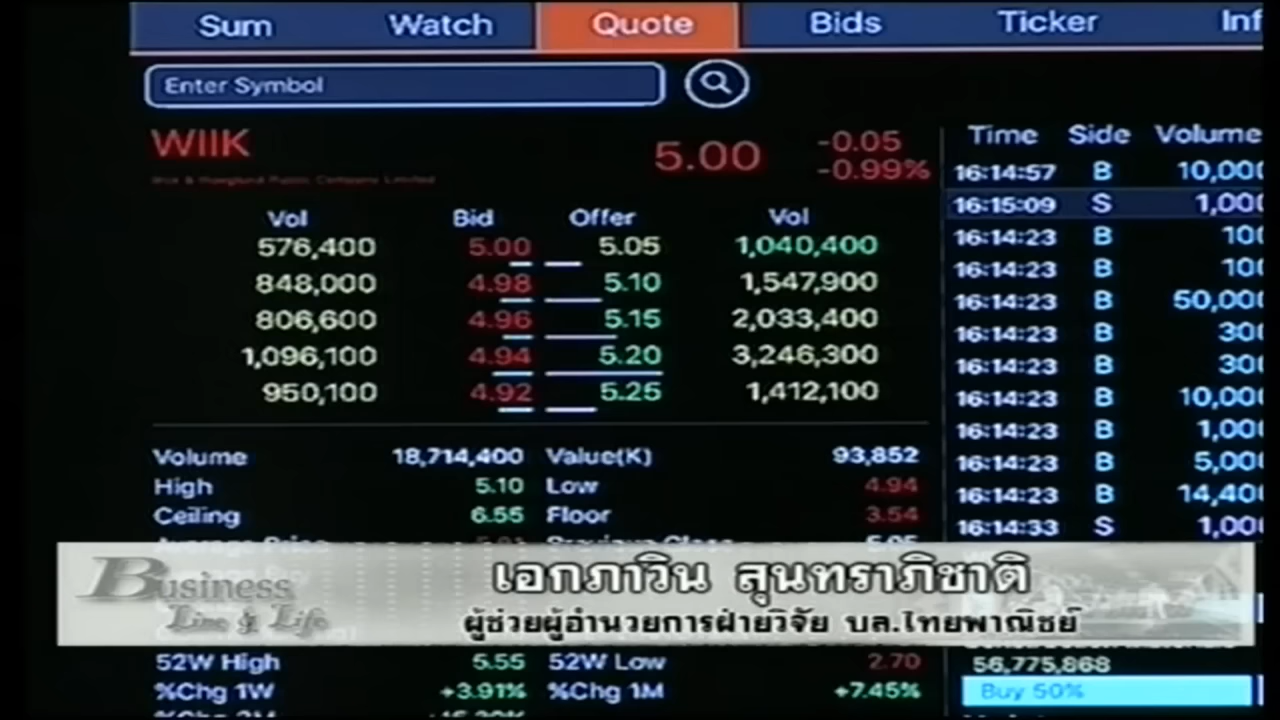 Sum Watch Quote Bids Ticker Inf
Enter Symbol
WIIK 5.00 -0.05
-0.99%
Time Side Volume
16:14:57 B 10,000
16:15:09 S 1,000
16:14:23 B 100
16:14:23 B 100
16:14:23 B 50,000
16:14:23 B 300
16:14:23 B 300
16:14:23 B 10,000
16:14:23 B 1,000
16:14:23 B 5,000
16:14:23 B 14,400
16:14:33 S 1,000
Vol Bid Offer Vol
576,400 5.00 5.05 1,040,400
848,000 4.98 5.10 1,547,900
806,600 4.96 5.15 2,033,400
1,096,100 4.94 5.20 3,246,300
950,100 4.92 5.25 1,412,100
Volume 18,714,400 Value(K) 93,852
High 5.10 Low 4.94
Ceiling 6.55 Floor 3.54
Average Price 5.01 Previous Close 5.05
Business
Line & Life
เอกภาวิน สุนทราภิชาติ
ผู้ช่วยผู้อำนวยการฝ่ายวิจัย บล.ไทยพาณิชย์
52W High 5.55 52W Low 2.70
%Chg 1W +3.91% %Chg 1M +7.45%
56,775,868
Buy 50%